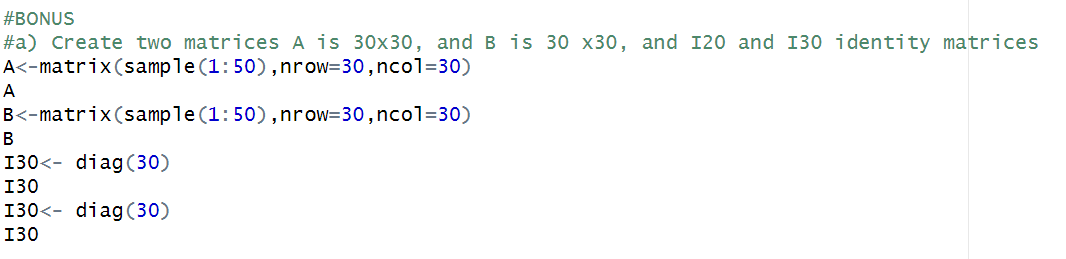 #BONUS
#a) Create two matrices A is 30x30, and B is 30 x30, and I20 and I30 identity matrices
A<-matrix(sample(1:50),nrow=30,ncol=30)
A
B<-matrix(sample(1:50),nrow=30,ncol=30)
B
I30<- diag(30)
I30
I30<- diag(30)
I30